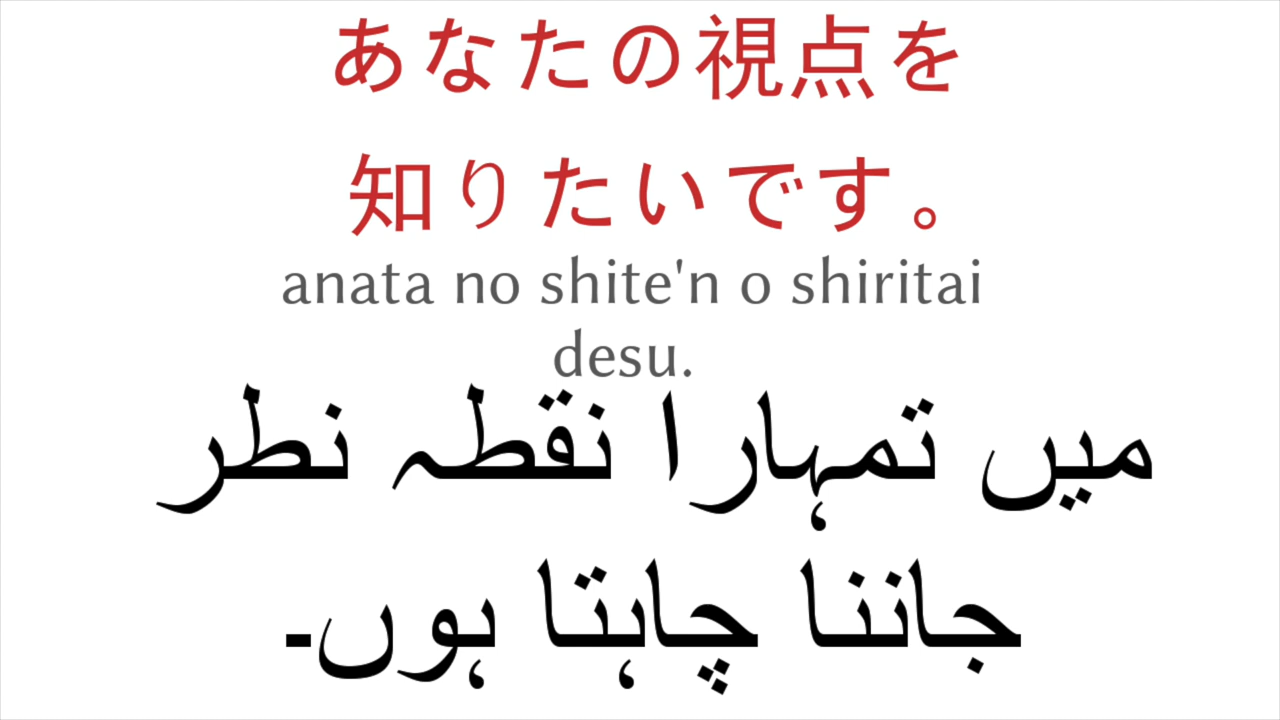 あなたの視点を
知りたいです。
anata no shite'n o shiritai
desu.
میں تمہارا نقطہ نظر
جاننا چاہتا ہوں۔